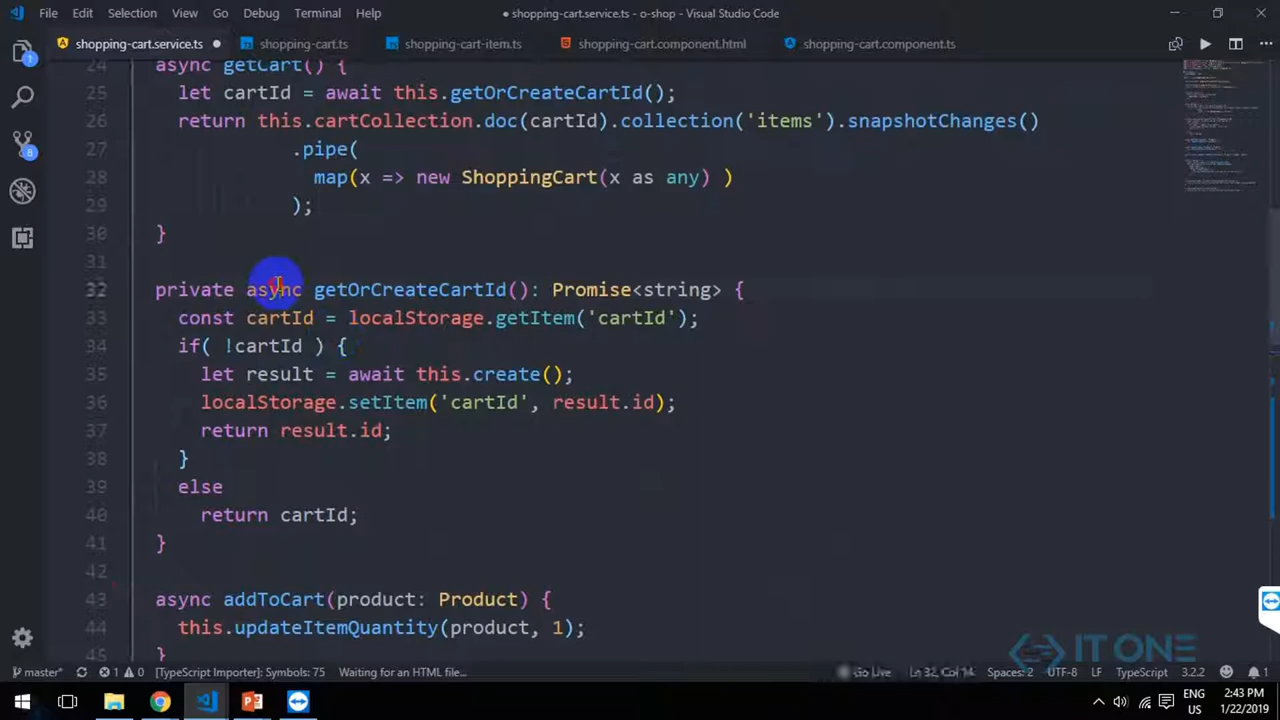 File Edit Selection View Go Debug Terminal Help
● shopping-cart.service.ts - o-shop - Visual Studio Code
shopping-cart.service.ts ● shopping-cart.ts shopping-cart-item.ts shopping-cart.component.html shopping-cart.component.ts
24 async getCart() {
25 let cartId = await this.getOrCreateCartId();
26 return this.cartCollection.doc(cartId).collection('items').snapshotChanges()
27 .pipe(
28 map(x => new ShoppingCart(x as any) )
29 );
30 }
31
32 private async getOrCreateCartId(): Promise<string> {
33 const cartId = localStorage.getItem('cartId');
34 if( !cartId ) {
35 let result = await this.create();
36 localStorage.setItem('cartId', result.id);
37 return result.id;
38 }
39 else
40 return cartId;
41 }
42
43 async addToCart(product: Product) {
44 this.updateItemQuantity(product, 1);
45 }
1
8
IT ONE
master* 1 0 [TypeScript Importer]: Symbols: 75 Waiting for an HTML file... Go Live Ln 32, Col 14 Spaces: 2 UTF-8 LF TypeScript 3.2.2 1
ENG 2:43 PM
US 1/22/2019